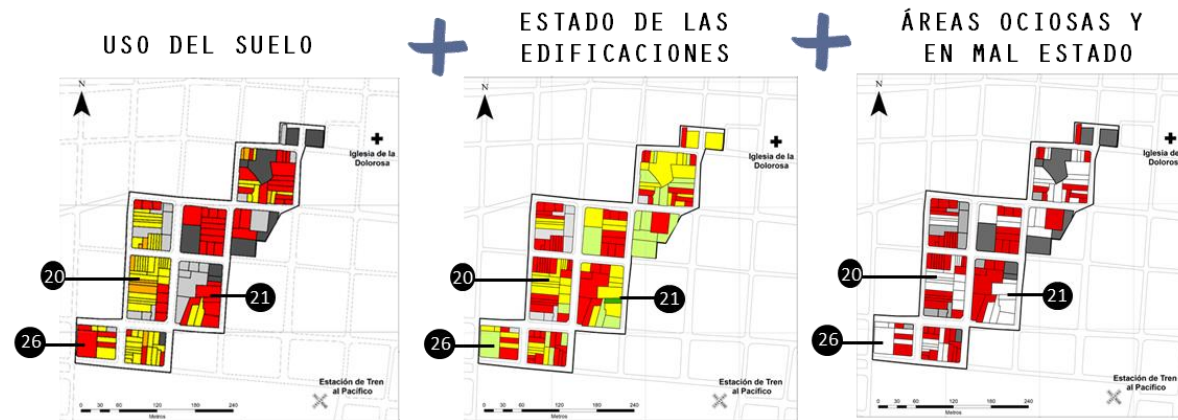 USO DEL SUELO
+
ESTADO DE LAS
EDIFICACIONES
+
ÁREAS OCIOSAS Y
EN MAL ESTADO
N
Iglesia de la
Dolorosa
20
21
26
Estación de Tren
al Pacífico
0 30 60 120 180 240
Metros
N
Iglesia de la
Dolorosa
20
21
26
Estación de Tren
al Pacífico
0 30 60 120 180 240
Metros
N
Iglesia de la
Dolorosa
20
21
26
Estación de Tren
al Pacífico
0 30 60 120 180 240
Metros